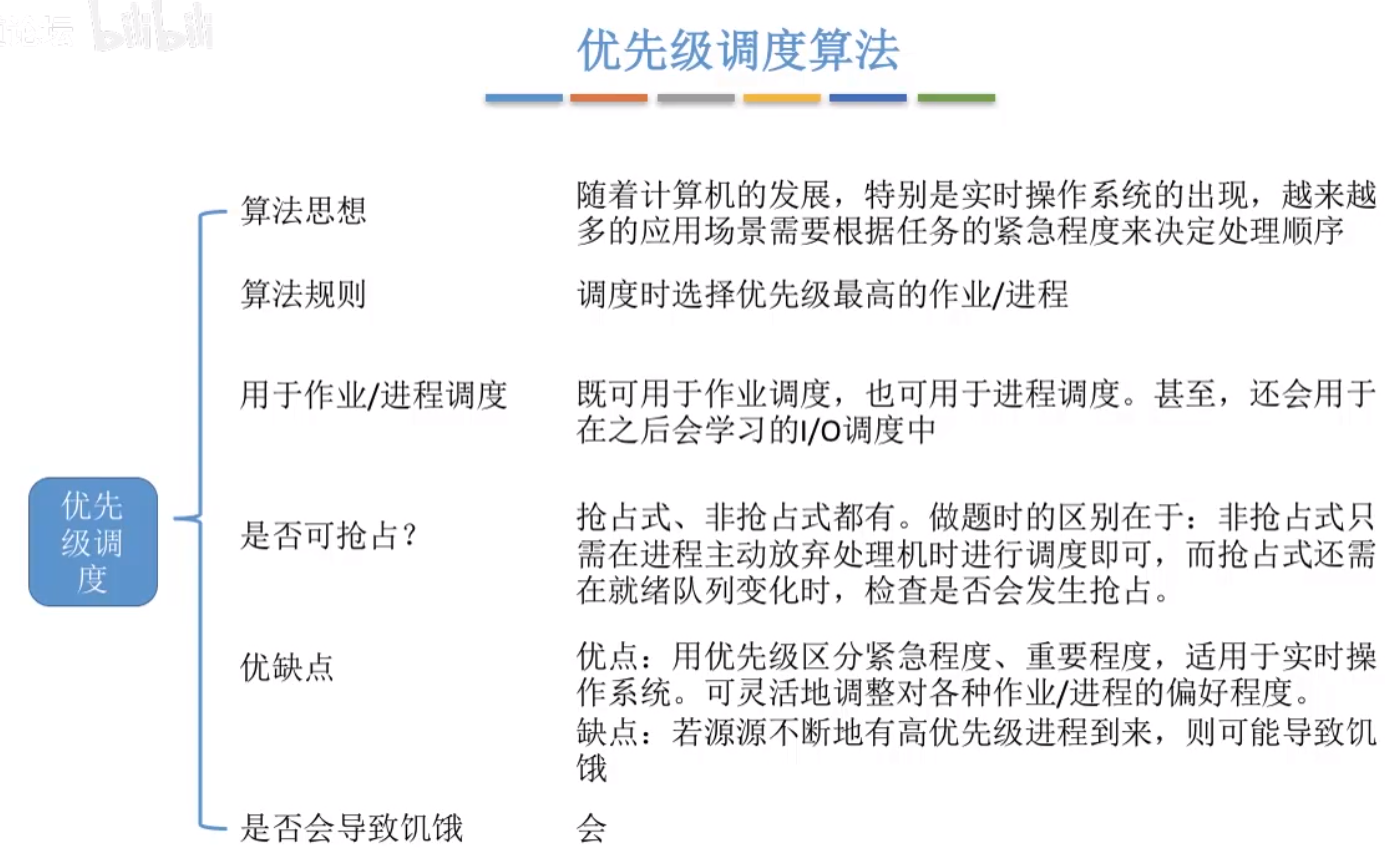 论坛 bilibili
优先级调度算法
算法思想
随着计算机的发展，特别是实时操作系统的出现，越来越
多的应用场景需要根据任务的紧急程度来决定处理顺序
算法规则
调度时选择优先级最高的作业/进程
用于作业/进程调度
既可用于作业调度，也可用于进程调度。甚至，还会用于
在之后会学习的I/O调度中
优先
级调
度
是否可抢占？
抢占式、非抢占式都有。做题时的区别在于：非抢占式只
需在进程主动放弃处理机时进行调度即可，而抢占式还需
在就绪队列变化时，检查是否会发生抢占。
优缺点
优点：用优先级区分紧急程度、重要程度，适用于实时操
作系统。可灵活地调整对各种作业/进程的偏好程度。
缺点：若源源不断地有高优先级进程到来，则可能导致饥
饿
是否会导致饥饿
会